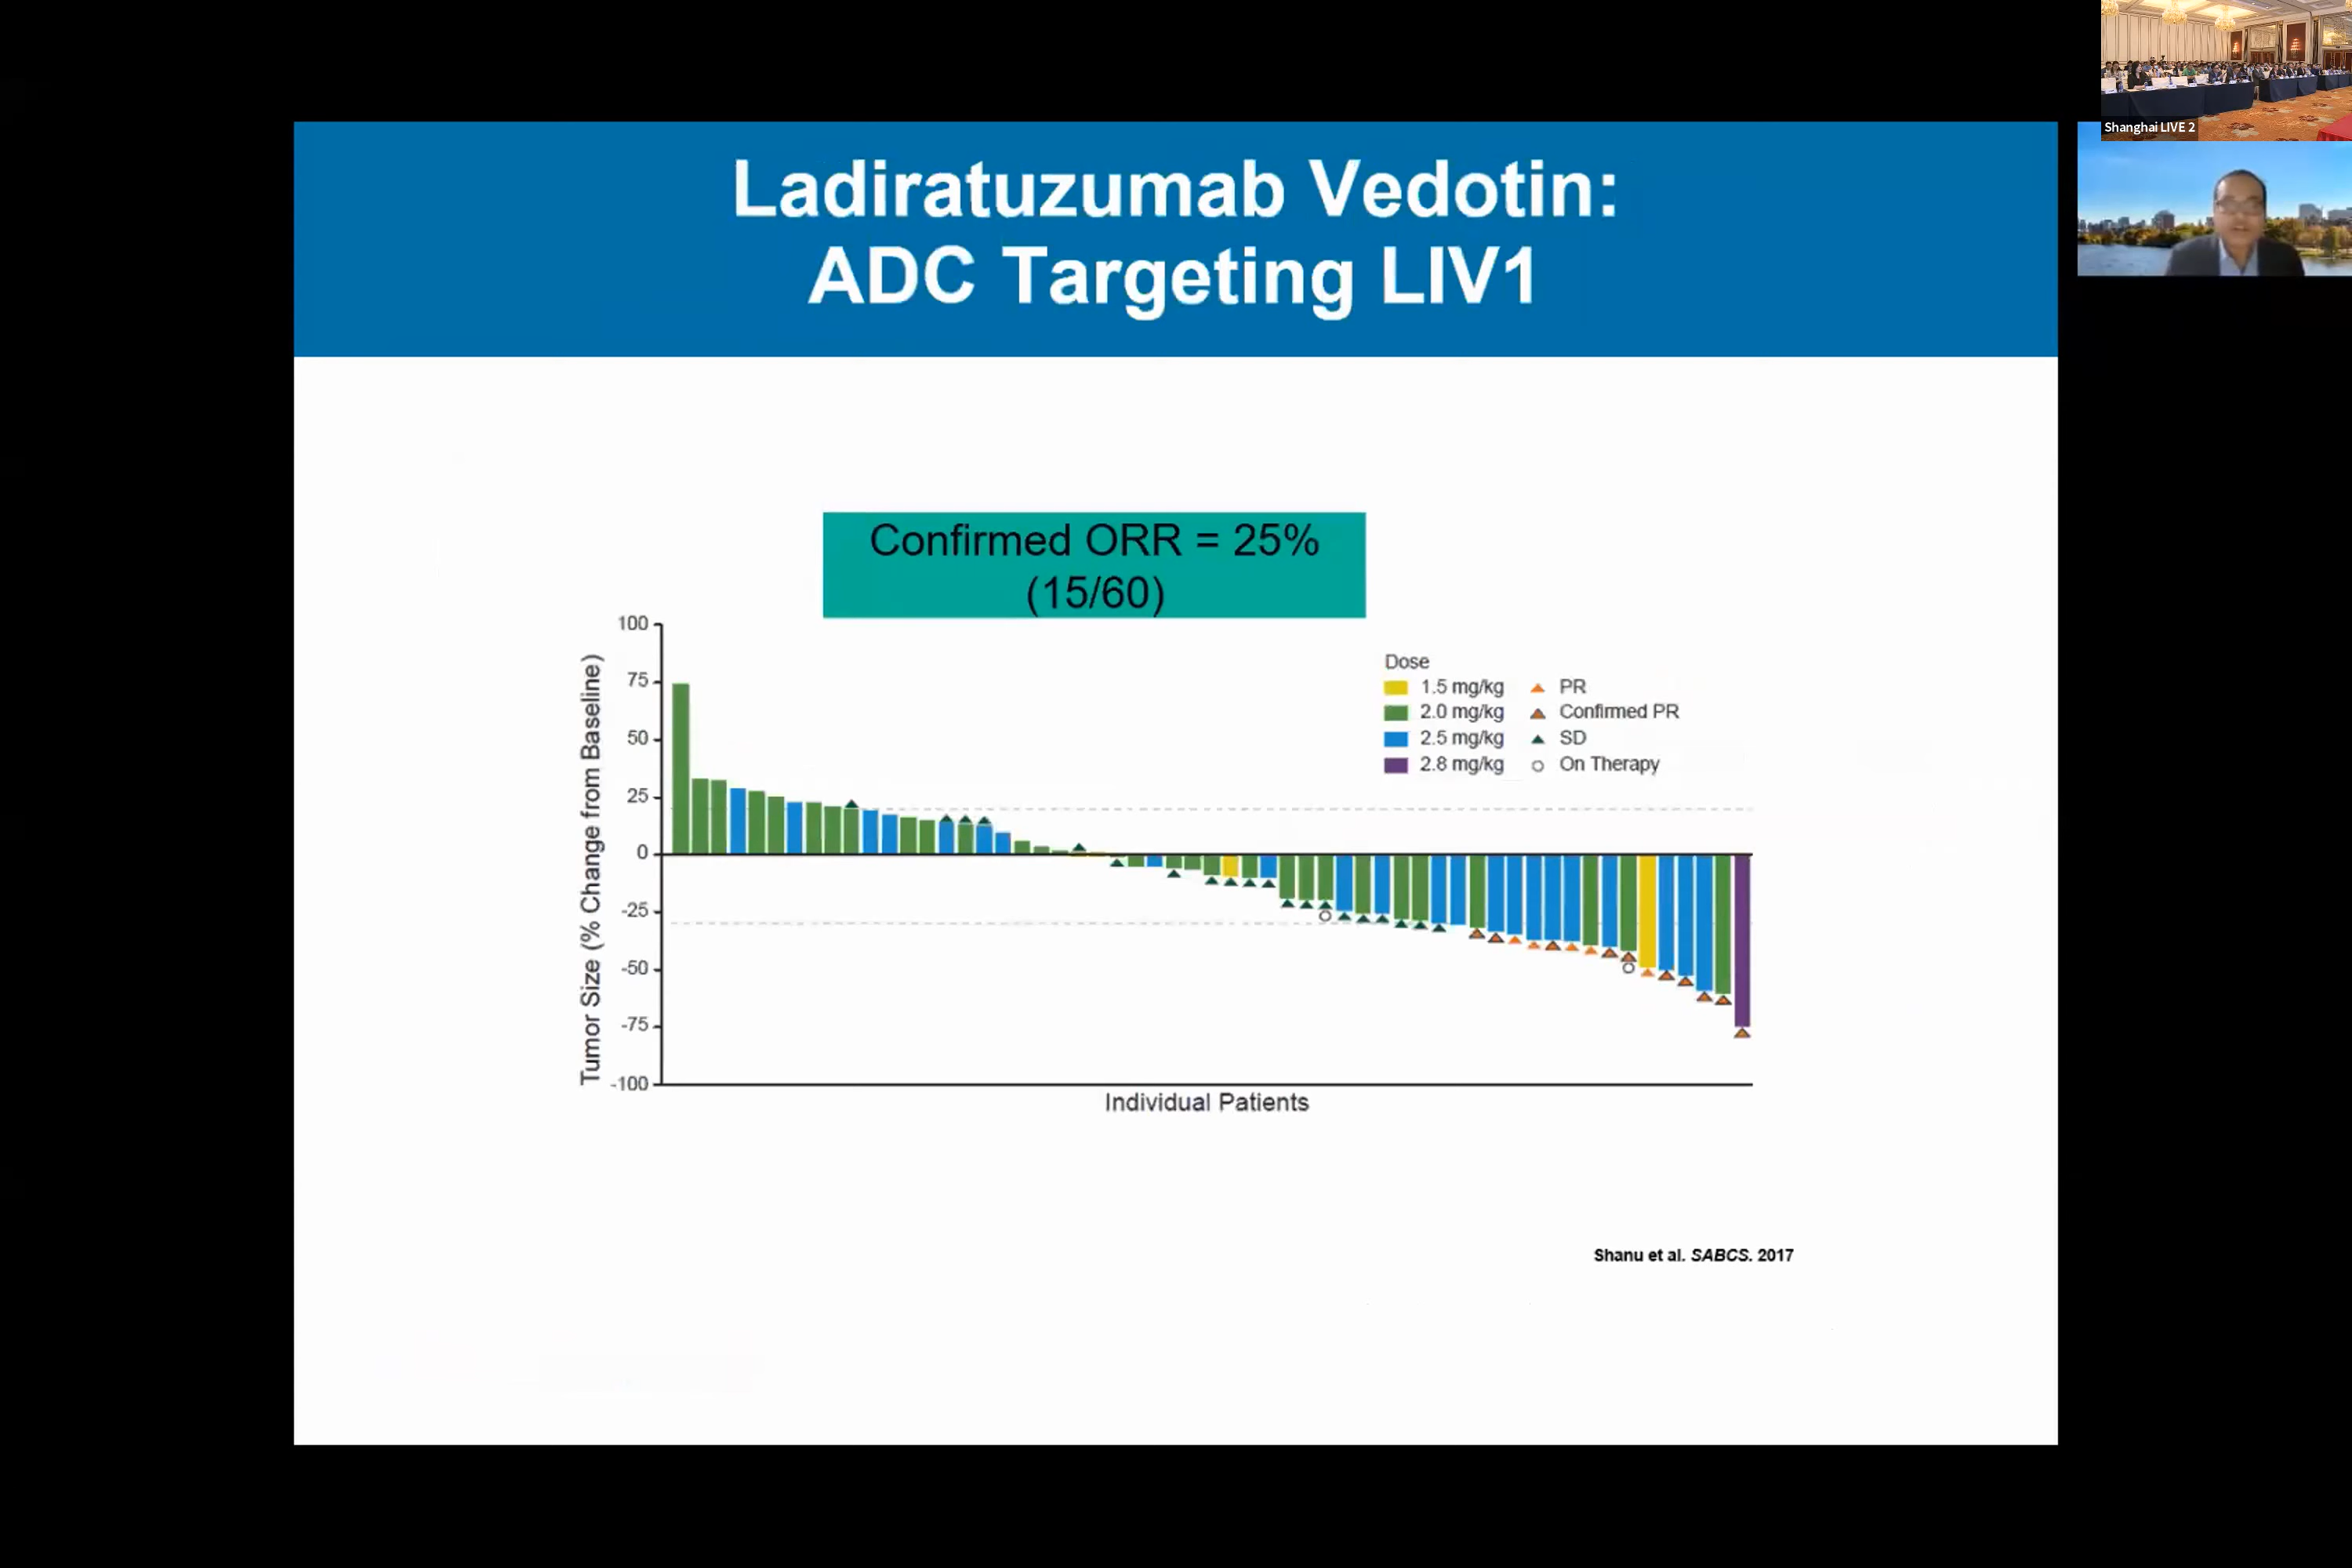 Shanghai LIVE 2
Ladiratuzumab Vedotin:
ADC Targeting LIV1
Confirmed ORR = 25%
(15/60)
Tumor Size (% Change from Baseline)
100
75
50
25
0
-25
-50
-75
-100
Dose
1.5 mg/kg PR
2.0 mg/kg Confirmed PR
2.5 mg/kg SD
2.8 mg/kg On Therapy
Individual Patients
Shanu et al. SABCS. 2017